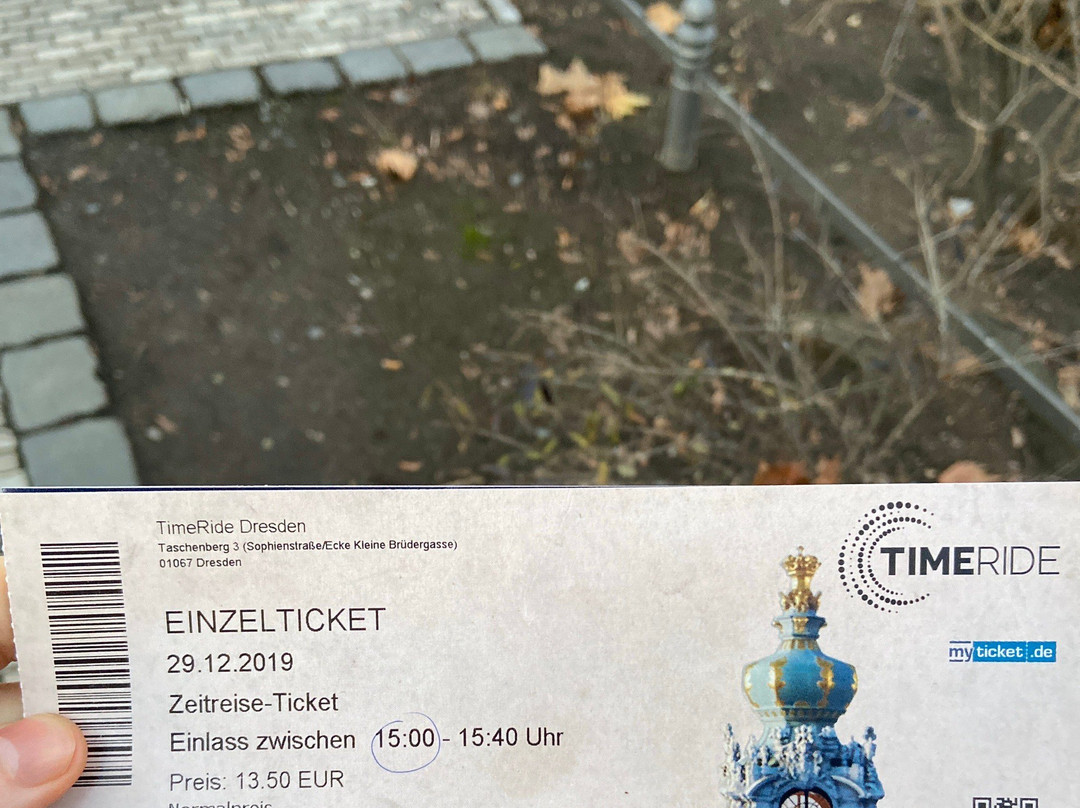 TimeRide Dresden
Taschenberg 3 (Sophienstraße/Ecke Kleine Brüdergasse)
01067 Dresden
TIMERIDE
EINZELTICKET
myticket.de
29.12.2019
Zeitreise-Ticket
Einlass zwischen 15:00 - 15:40 Uhr
Preis: 13.50 EUR
Normalpreis